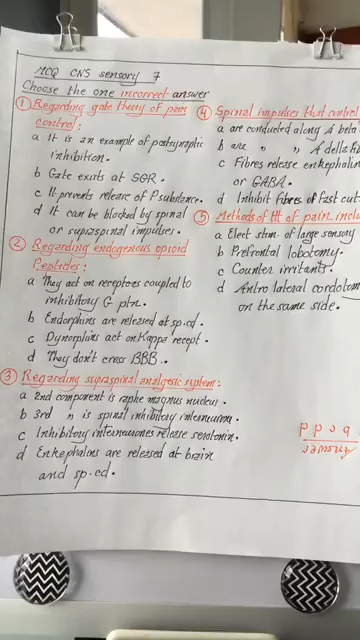 MCQ CNS sensory 7
Choose the one incorrect answer
① Regarding gate theory of pain
control:
a It is an example of postsynaptic
inhibition.
b Gate exists at SGR.
c It prevents release of P substance.
d It can be blocked by spinal
or supraspinal impulses.
② Regarding endogenous opioid
Peptides:
a They act on receptors coupled to
inhibitory G ptn.
b Endorphins are released at sp.cd.
c Dynorphins act on Kappa recept.
d They don't cross BBB.
③ Regarding supraspinal analgesic system:
a 2nd component is raphe magnus nucleus.
b 3rd " is spinal inhibitory interneuron.
c Inhibitory interneurones release serotonin.
d Enkephalins are released at brain
and sp.cd.
④ Spinal impulses that control
a are conducted along A beta
b are " " A delta fi
c Fibres release enkephalin
or GABA.
d Inhibit fibres of fast cut.
⑤ Methods of ttt of pain inclu
a Elect stm of large sensory
b Prefrontal lobotomy.
c Counter irritants.
d Antro lateral cordotom
on the same side.
Answer
b c d d